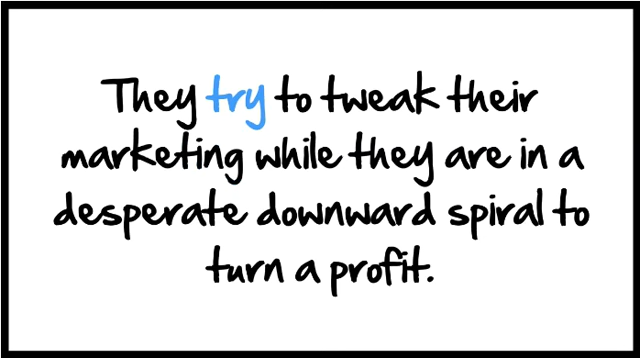 They try to tweak their
marketing while they are in a
desperate downward spiral to
turn a profit.